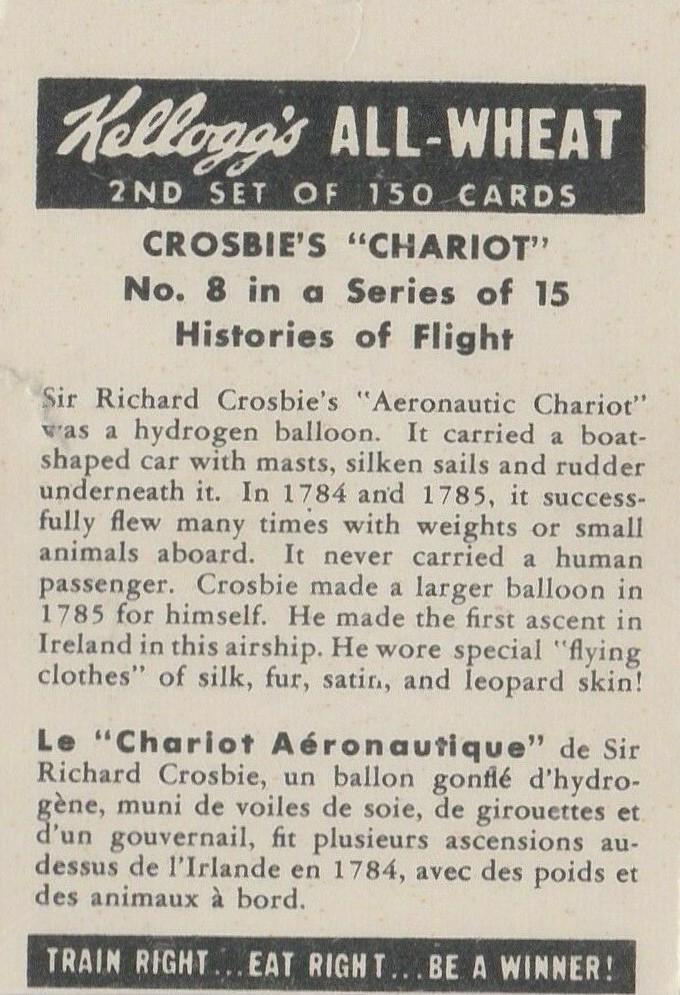 Kellogg's ALL-WHEAT
2ND SET OF 150 CARDS
CROSBIE'S "CHARIOT"
No. 8 in a Series of 15
Histories of Flight
Sir Richard Crosbie's "Aeronautic Chariot"
was a hydrogen balloon. It carried a boat-
shaped car with masts, silken sails and rudder
underneath it. In 1784 and 1785, it success-
fully flew many times with weights or small
animals aboard. It never carried a human
passenger. Crosbie made a larger balloon in
1785 for himself. He made the first ascent in
Ireland in this airship. He wore special "flying
clothes" of silk, fur, satin, and leopard skin!
Le "Chariot Aéronautique" de Sir
Richard Crosbie, un ballon gonflé d'hydro-
gène, muni de voiles de soie, de girouettes et
d'un gouvernail, fit plusieurs ascensions au-
dessus de l'Irlande en 1784, avec des poids et
des animaux à bord.
TRAIN RIGHT...EAT RIGHT...BE A WINNER!